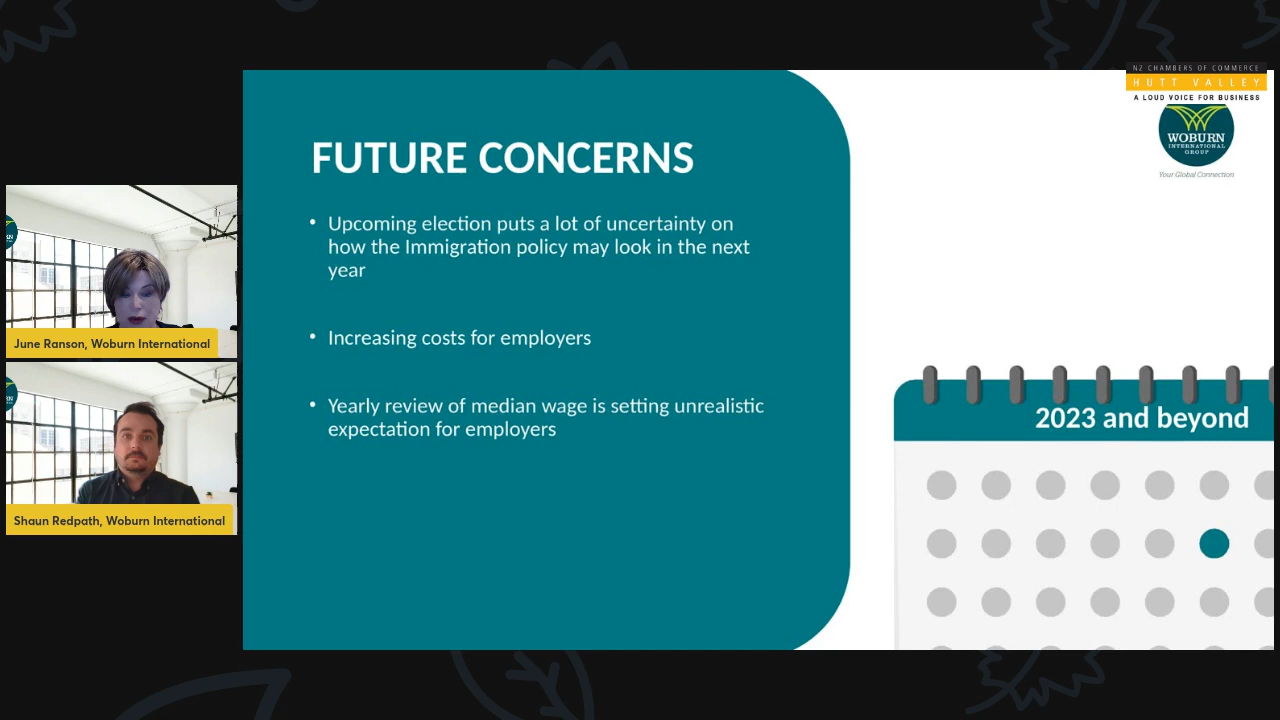 NZ CHAMBERS OF COMMERCE
HUTT VALLEY
A LOUD VOICE FOR BUSINESS
WOBURN
INTERNATIONAL
GROUP
Your Global Connection
FUTURE CONCERNS
• Upcoming election puts a lot of uncertainty on
how the Immigration policy may look in the next
year
• Increasing costs for employers
• Yearly review of median wage is setting unrealistic
expectation for employers
2023 and beyond
June Ranson, Woburn International
Shaun Redpath, Woburn International